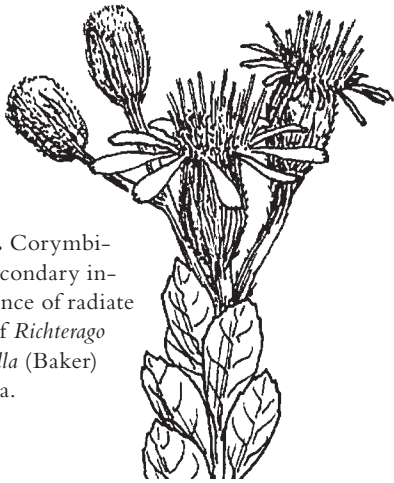 . Corymbi-
condary in-
nce of radiate
f Richterago
lla (Baker)
a.